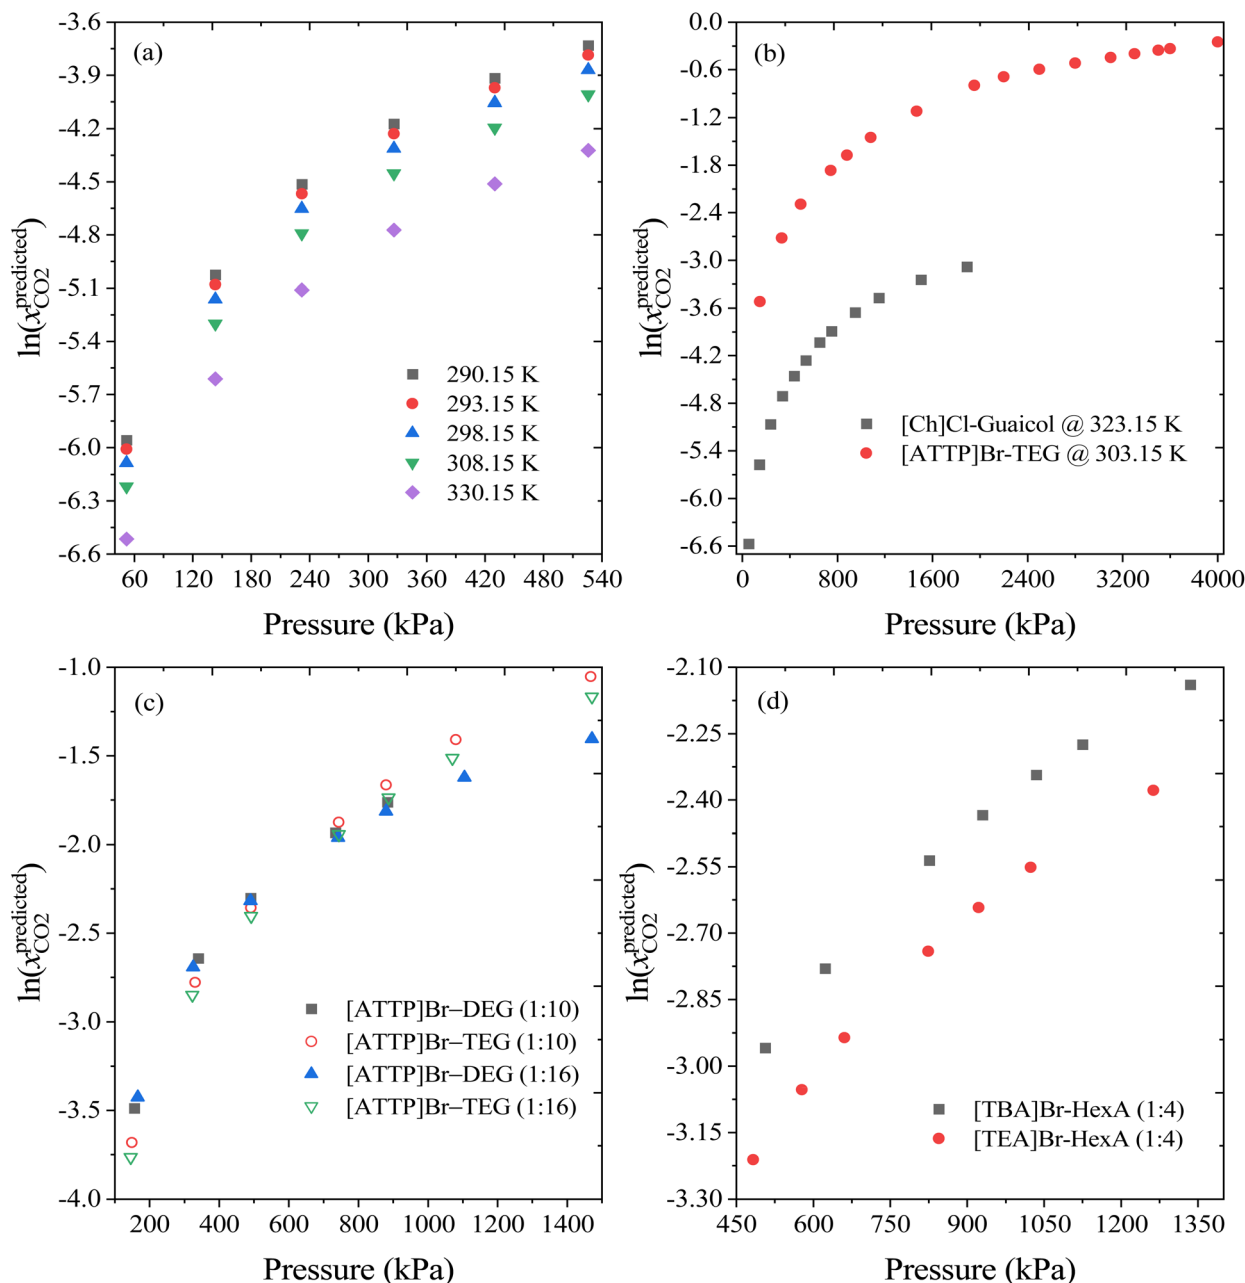 (a)
ln(x_CO2^predicted)
-3.6
-3.9
-4.2
-4.5
-4.8
-5.1
-5.4
-5.7
-6.0
-6.3
-6.6
290.15 K
293.15 K
298.15 K
308.15 K
330.15 K
60 120 180 240 300 360 420 480 540
Pressure (kPa)
(b)
ln(x_CO2^predicted)
0.0
-0.6
-1.2
-1.8
-2.4
-3.0
-3.6
-4.2
-4.8
-5.4
-6.0
-6.6
[Ch]Cl-Guaicol @ 323.15 K
[ATTP]Br-TEG @ 303.15 K
0 800 1600 2400 3200 4000
Pressure (kPa)
(c)
ln(x_CO2^predicted)
-1.0
-1.5
-2.0
-2.5
-3.0
-3.5
-4.0
[ATTP]Br–DEG (1:10)
[ATTP]Br–TEG (1:10)
[ATTP]Br–DEG (1:16)
[ATTP]Br–TEG (1:16)
200 400 600 800 1000 1200 1400
Pressure (kPa)
(d)
ln(x_CO2^predicted)
-2.10
-2.25
-2.40
-2.55
-2.70
-2.85
-3.00
-3.15
-3.30
[TBA]Br-HexA (1:4)
[TEA]Br-HexA (1:4)
450 600 750 900 1050 1200 1350
Pressure (kPa)